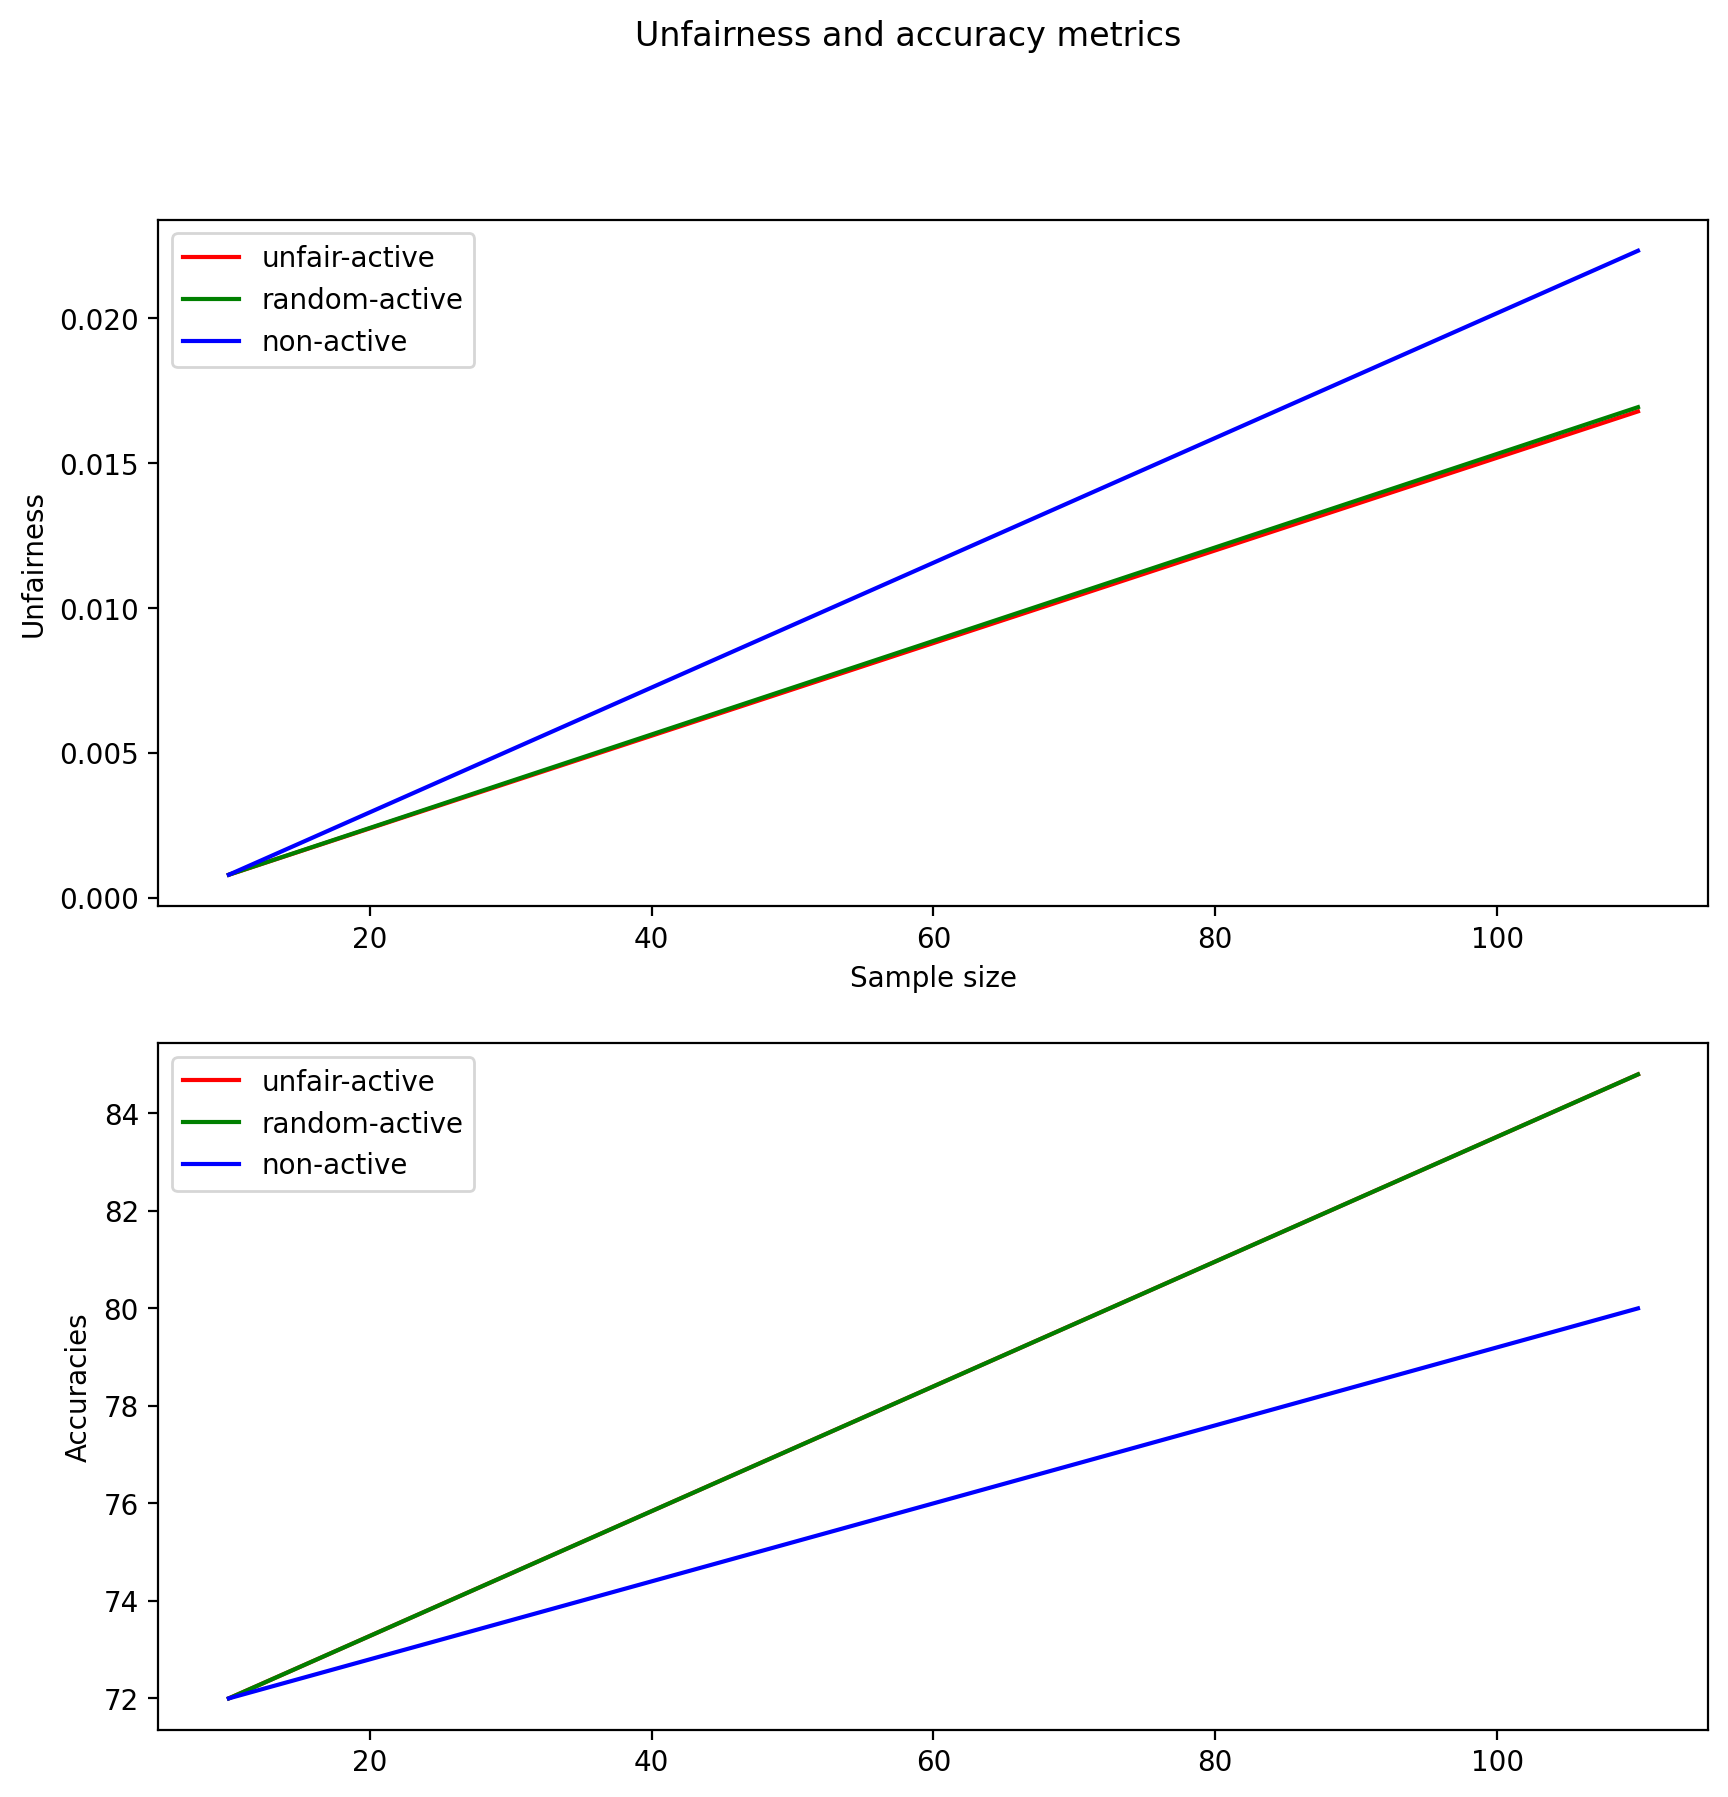 Unfairness and accuracy metrics
unfair-active
random-active
non-active
0.020
0.015
0.010
0.005
0.000
Unfairness
20 40 60 80 100
Sample size
unfair-active
random-active
non-active
84
82
80
78
76
74
72
Accuracies
20 40 60 80 100